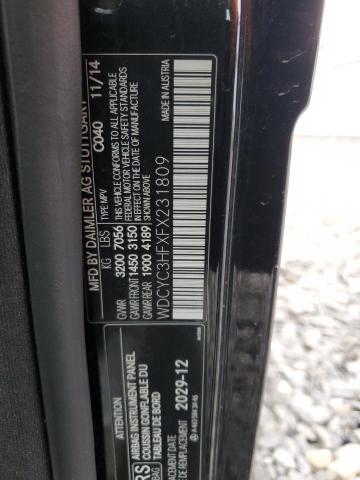 MFD BY DAIMLER AG STUTTGART
C040 11/14
KG LBS TYPE: MPV
GVWR 3200 7056
GAWR FRONT 1450 3150
GAWR REAR 1900 4189
THIS VEHICLE CONFORMS TO ALL APPLICABLE
FEDERAL MOTOR VEHICLE SAFETY STANDARDS
IN EFFECT ON THE DATE OF MANUFACTURE
WDCYC3HFXFX231809
MADE IN AUSTRIA
ATTENTION
AIRBAG INSTRUMENT PANEL
COUSSIN GONFLABLE DU
TABLEAU DE BORD
2029-12